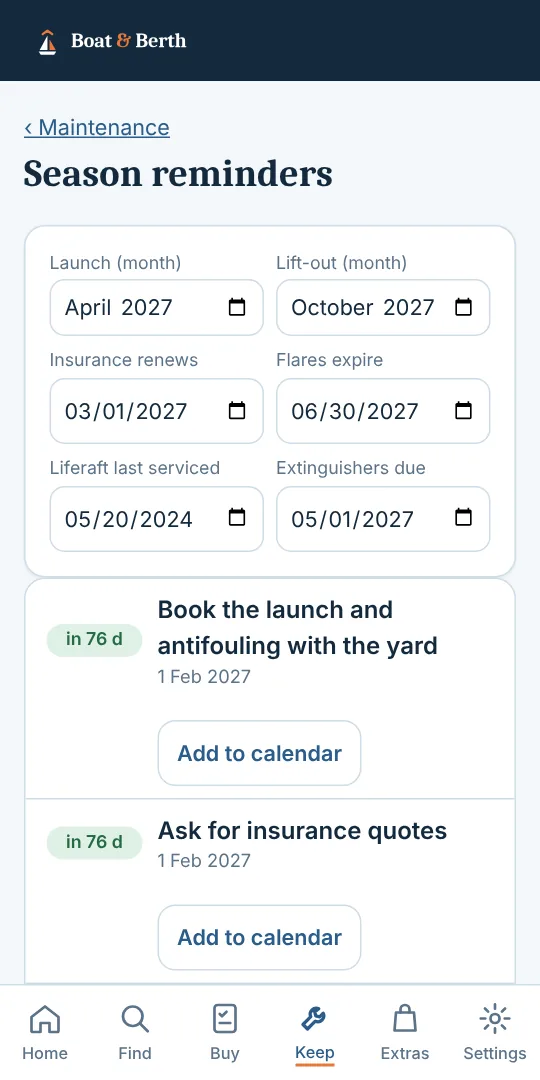 Boat & Berth
‹ Maintenance
Season reminders
Launch (month)
Lift-out (month)
April 2027
October 2027
Insurance renews
Flares expire
03/01/2027
06/30/2027
Liferaft last serviced
Extinguishers due
05/20/2024
05/01/2027
in 76 d
Book the launch and
antifouling with the yard
1 Feb 2027
Add to calendar
in 76 d
Ask for insurance quotes
1 Feb 2027
Add to calendar
Home
Find
Buy
Keep
Extras
Settings